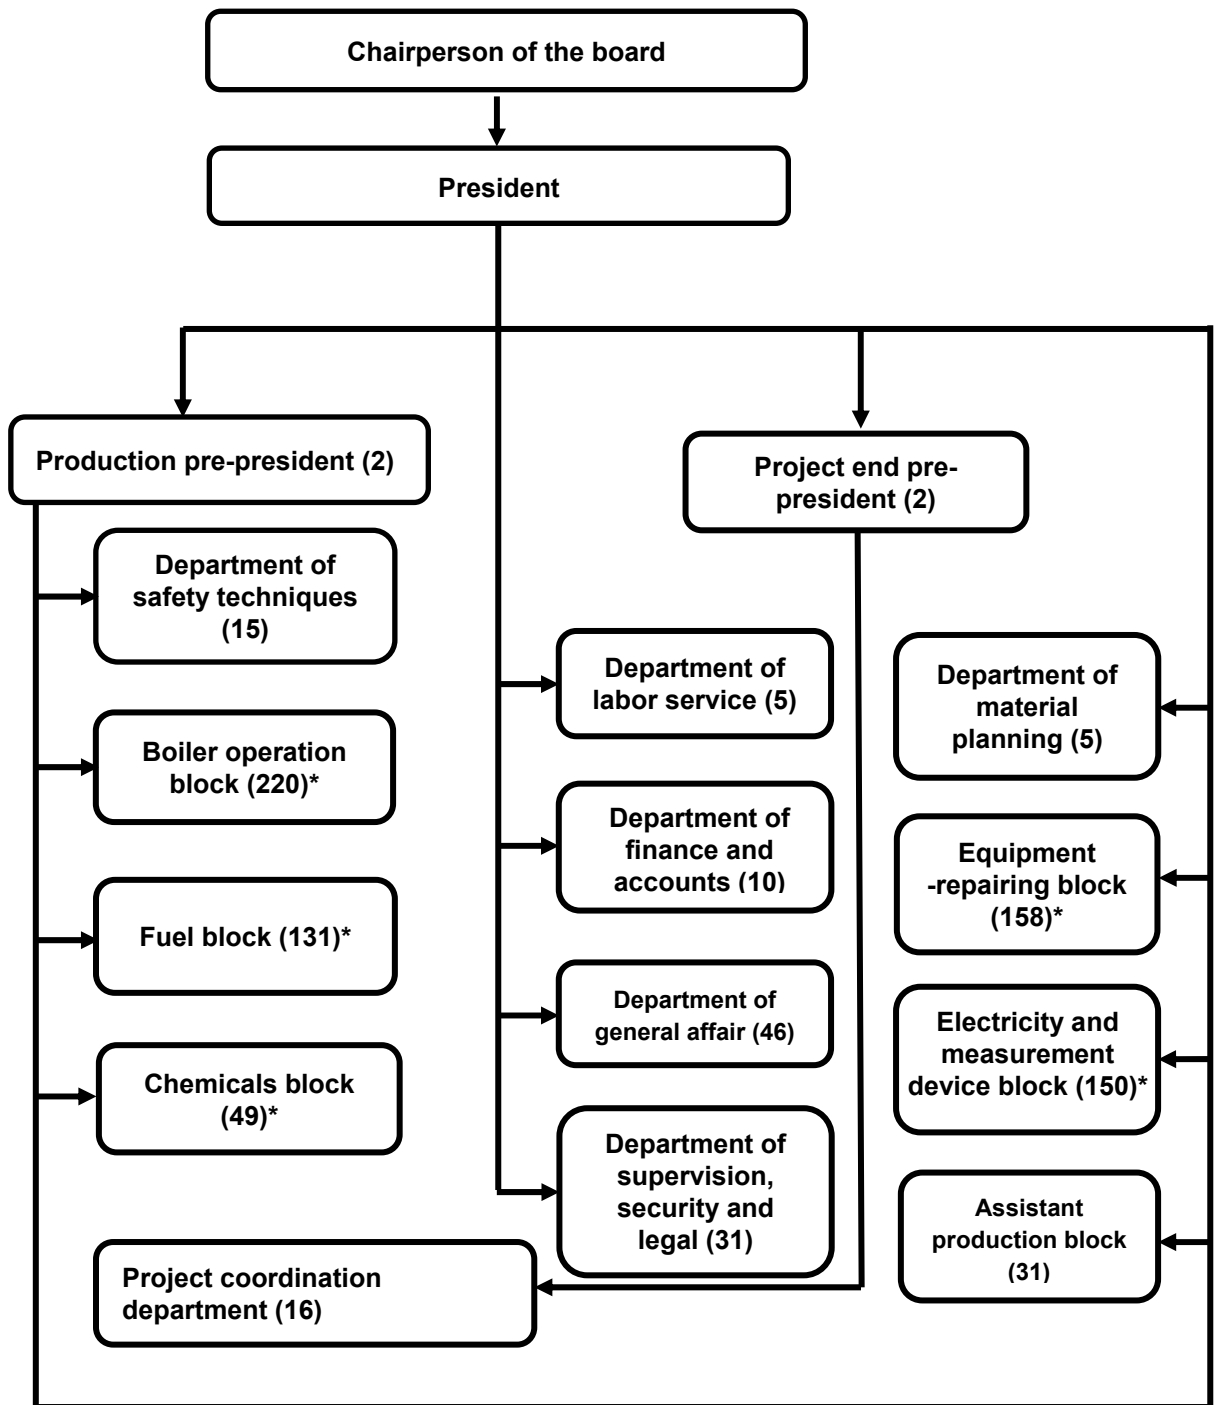 Chairperson of the board
President
Production pre-president (2)
Project end pre-
president (2)
Department of
safety techniques
(15)
Boiler operation
block (220)*
Fuel block (131)*
Chemicals block
(49)*
Project coordination
department (16)
Department of
labor service (5)
Department of
finance and
accounts (10)
Department of
general affair (46)
Department of
supervision,
security and
legal (31)
Department of
material
planning (5)
Equipment
-repairing block
(158)*
Electricity and
measurement
device block (150)*
Assistant
production block
(31)